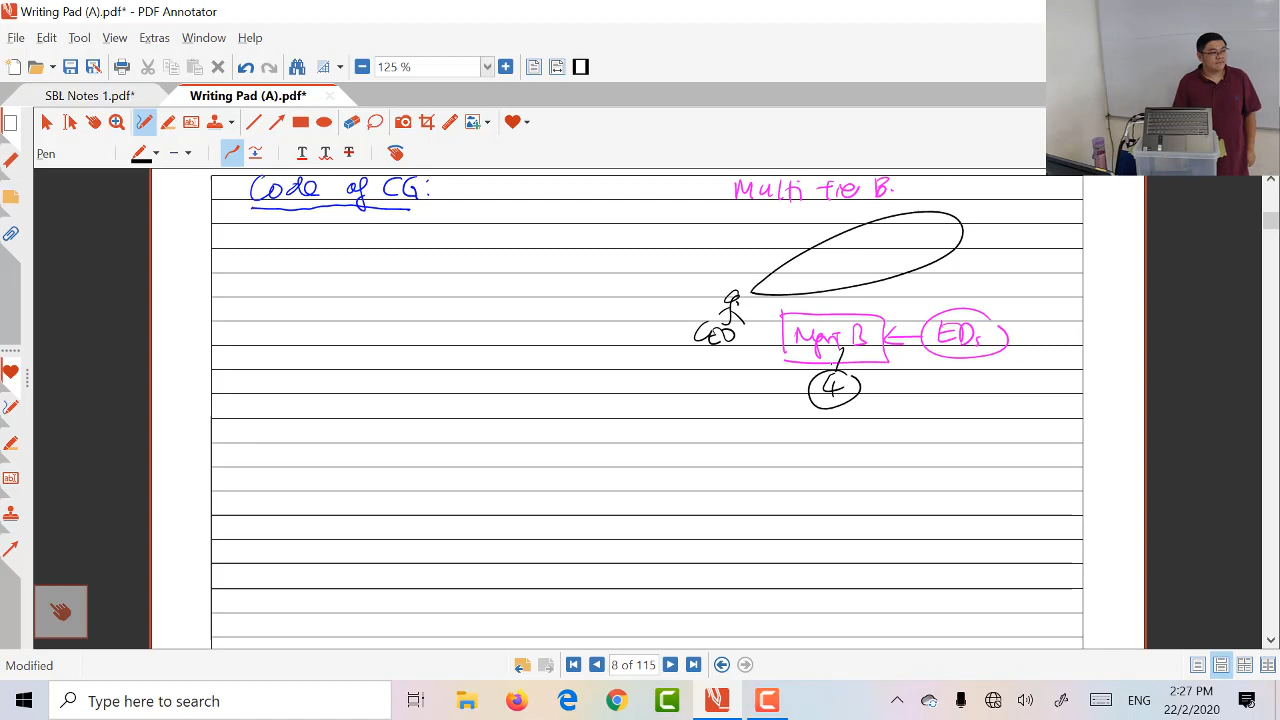 Writing Pad (A).pdf* - PDF Annotator
File Edit Tool View Extras Window Help
125 %
SBL Notes 1.pdf*
Writing Pad (A).pdf*
Pen
Code of CG:
Multi tie B.
CEO
Mgmt B
EDs
4
8 of 115
Modified
Type here to search
ENG
2:27 PM
22/2/2020